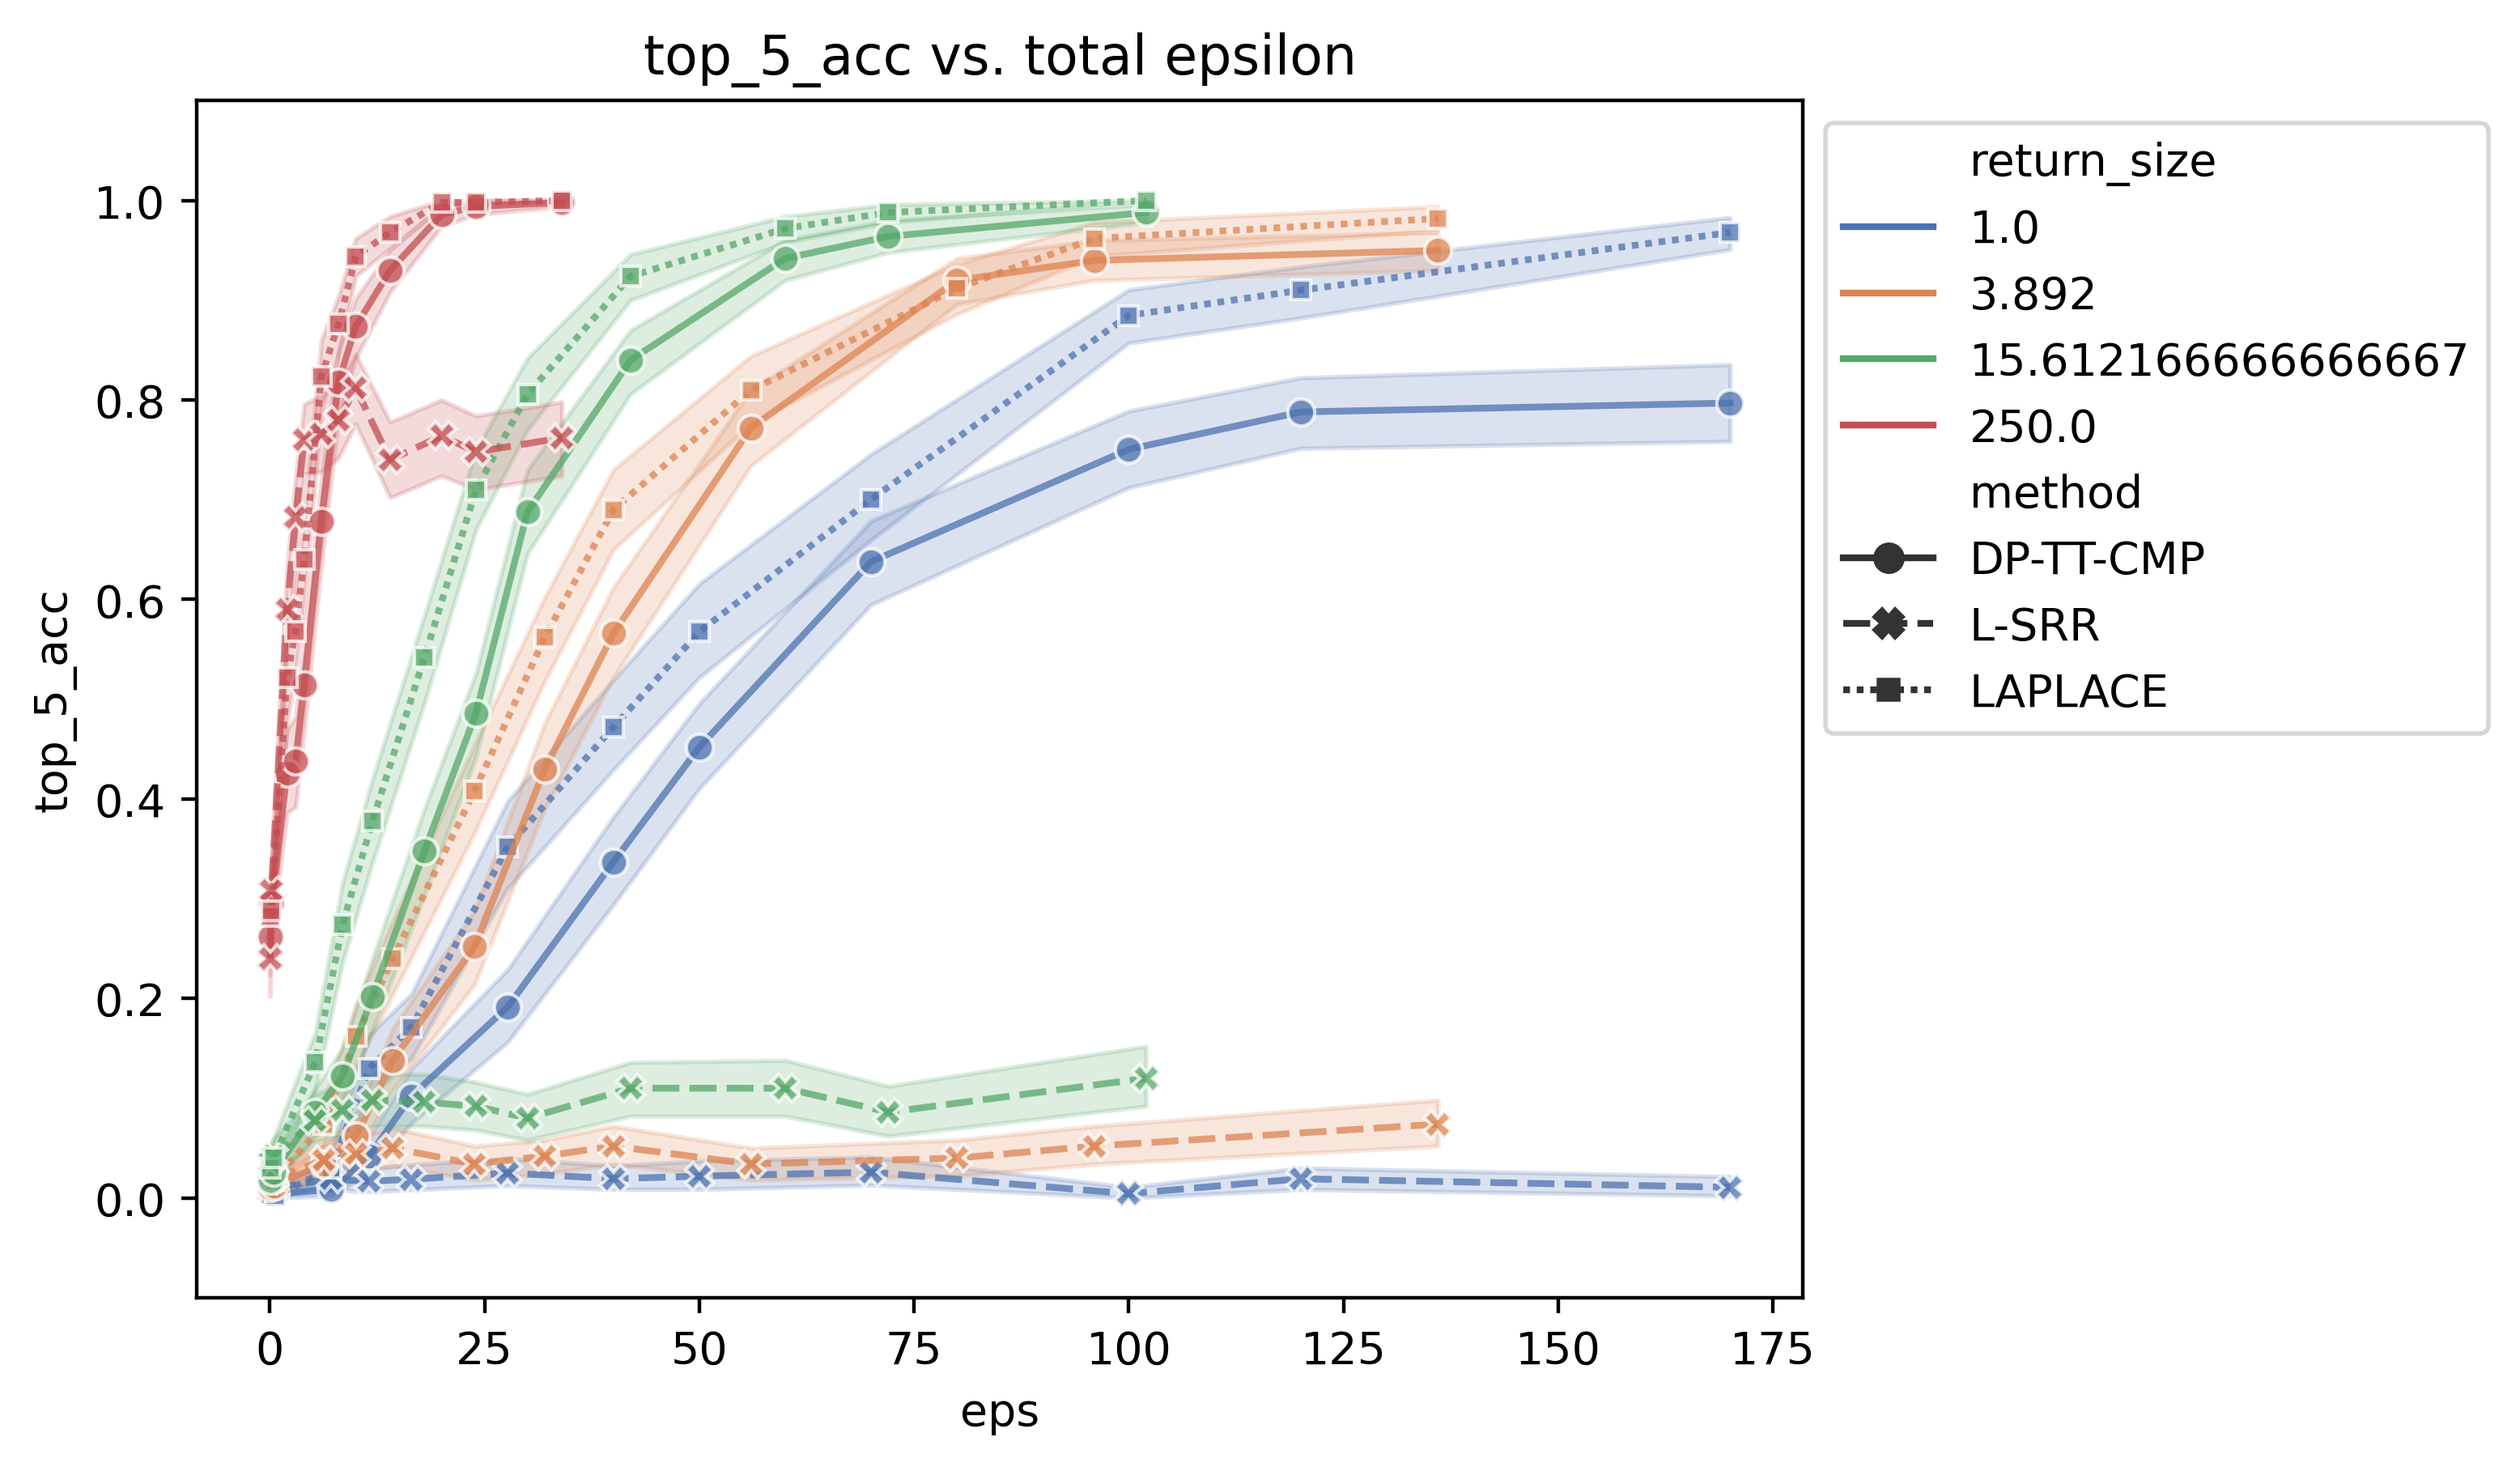 top_5_acc vs. total epsilon
top_5_acc
1.0
0.8
0.6
0.4
0.2
0.0
0 25 50 75 100 125 150 175
eps
return_size
1.0
3.892
15.612166666666667
250.0
method
DP-TT-CMP
L-SRR
LAPLACE